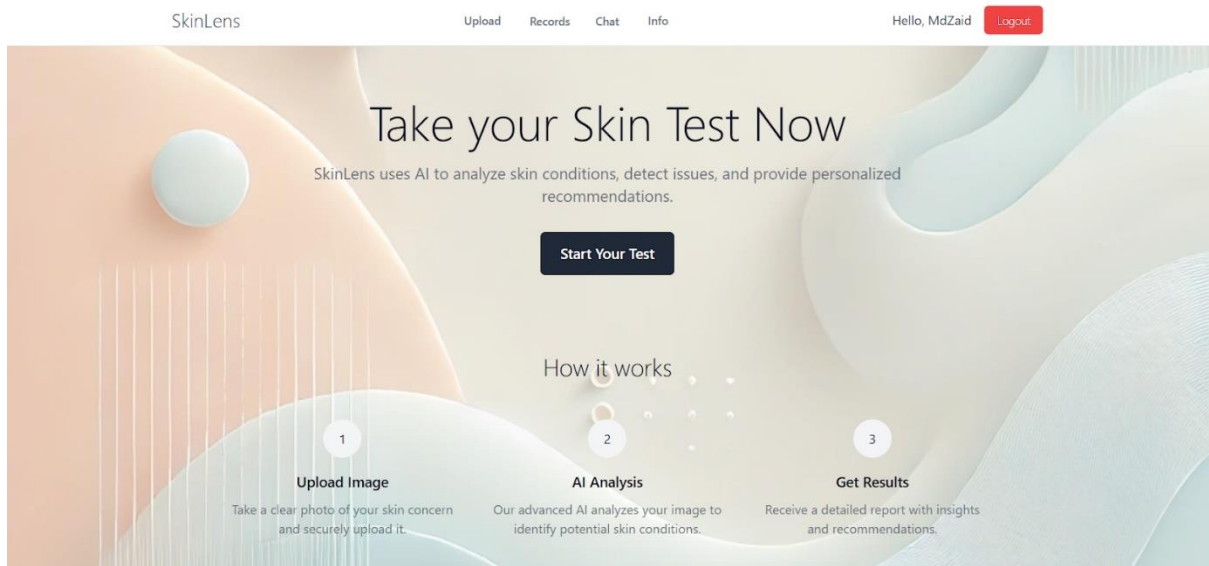 SkinLens
Upload
Records
Chat
Info
Hello, MdZaid
Logout
Take your Skin Test Now
SkinLens uses AI to analyze skin conditions, detect issues, and provide personalized
recommendations.
Start Your Test
How it works
1
Upload Image
Take a clear photo of your skin concern
and securely upload it.
2
AI Analysis
Our advanced AI analyzes your image to
identify potential skin conditions.
3
Get Results
Receive a detailed report with insights
and recommendations.